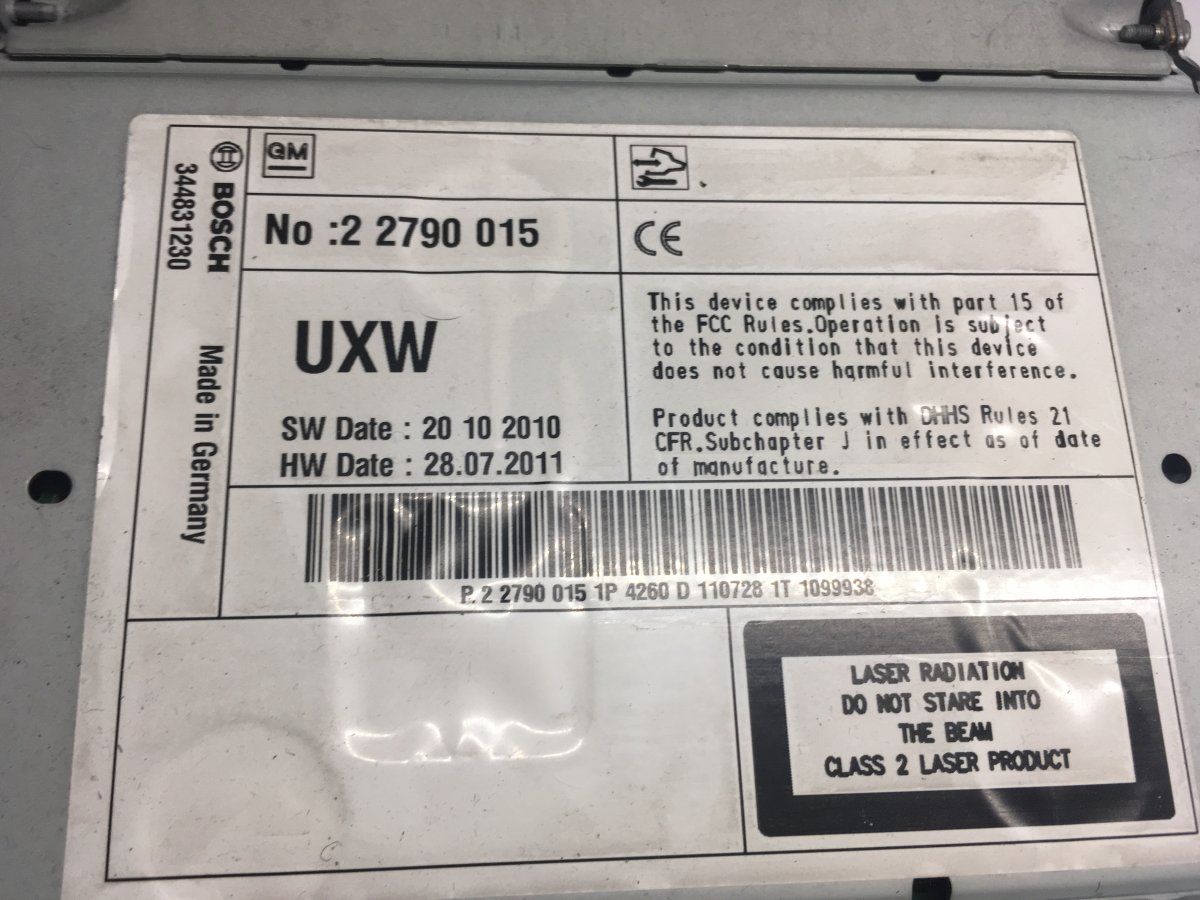 BOSCH
344831230
Made in Germany
GM
No :2 2790 015
CE
UXW
SW Date : 20 10 2010
HW Date : 28.07.2011
This device complies with part 15 of
the FCC Rules.Operation is subject
to the condition that this device
does not cause harmful interference.
Product complies with DHHS Rules 21
CFR.Subchapter J in effect as of date
of manufacture.
P. 2 2790 015 1P 4260 D 110728 1T 1099938
LASER RADIATION
DO NOT STARE INTO
THE BEAM
CLASS 2 LASER PRODUCT